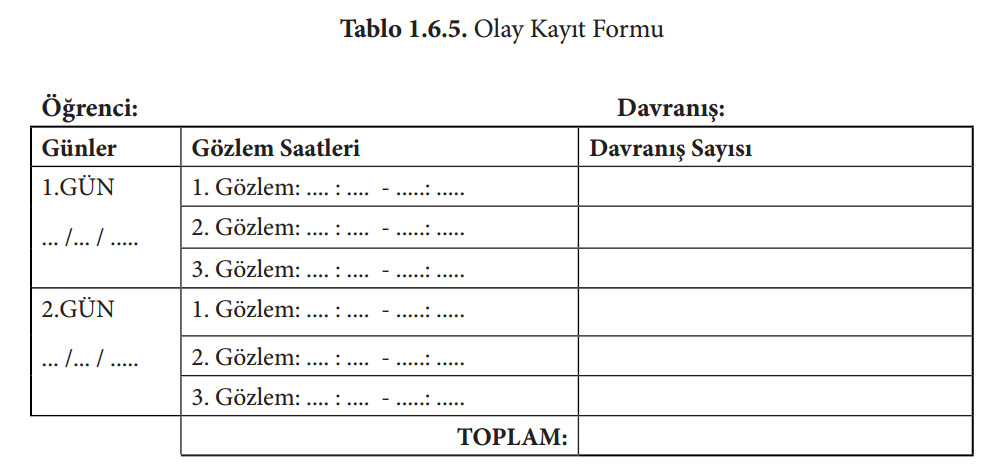 Tablo 1.6.5. Olay Kayıt Formu
Öğrenci: Davranış:
Günler Gözlem Saatleri Davranış Sayısı
1.GÜN 1. Gözlem: .... : .... - .....: .....
... /... / ..... 2. Gözlem: .... : .... - .....: .....
3. Gözlem: .... : .... - .....: .....
2.GÜN 1. Gözlem: .... : .... - .....: .....
... /... / ..... 2. Gözlem: .... : .... - .....: .....
3. Gözlem: .... : .... - .....: .....
TOPLAM: